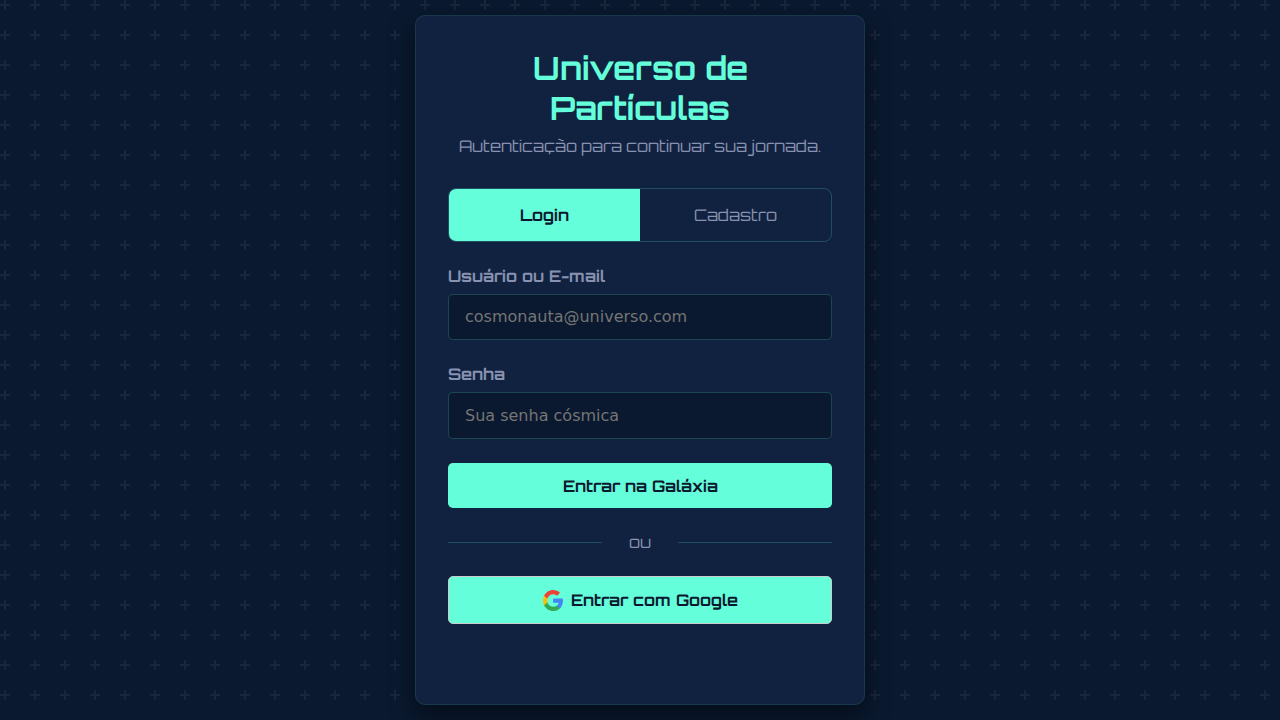 Universo de
Partículas
Autenticação para continuar sua jornada.
Login
Cadastro
Usuário ou E-mail
cosmonauta@universo.com
Senha
Sua senha cósmica
Entrar na Galáxia
OU
Entrar com Google